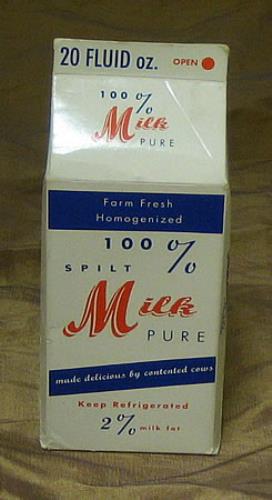 20 FLUID oz.
OPEN
100%
Milk
PURE
Farm Fresh
Homogenized
100%
SPILT
Milk
PURE
made delicious by contented cows
Keep Refrigerated
2% milk fat